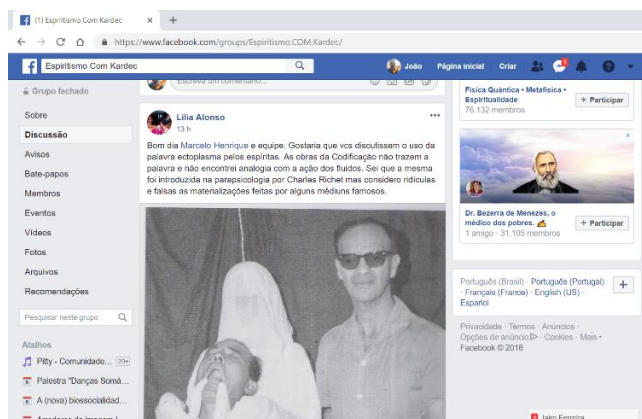 (1) Espiritismo Com Kardec
https://www.facebook.com/groups/Espiritismo.COM.Kardec/
Espiritismo Com Kardec
João Página inicial Criar
Grupo fechado
Sobre
Discussão
Avisos
Bate-papos
Membros
Eventos
Vídeos
Fotos
Arquivos
Recomendações
Pesquisar neste grupo
Atalhos
Pitty - Comunidade... 20+
Palestra "Danças Somá...
A (nova) biossocialidad...
Escreva um comentário...
Lilia Alonso
13 h
Bom dia Marcelo Henrique e equipe. Gostaria que vcs discutissem o uso da
palavra ectoplasma pelos espíritas. As obras da Codificação não trazem a
palavra e não encontrei analogia com a ação dos fluidos. Sei que a mesma
foi introduzida na parapsicologia por Charles Richet mas considero ridículas
e falsas as materializações feitas por alguns médiuns famosos.
Física Quântica • Metafísica •
Espiritualidade
76.132 membros
+ Participar
Dr. Bezerra de Menezes, o
médico dos pobres.
1 amigo · 31.105 membros
+ Participar
Português (Brasil) · Português (Portugal)
· Français (France) · English (US) ·
Español
Privacidade · Termos · Anúncios ·
Opções de anúncio · Cookies · Mais
Facebook © 2018
Jairo Ferreira